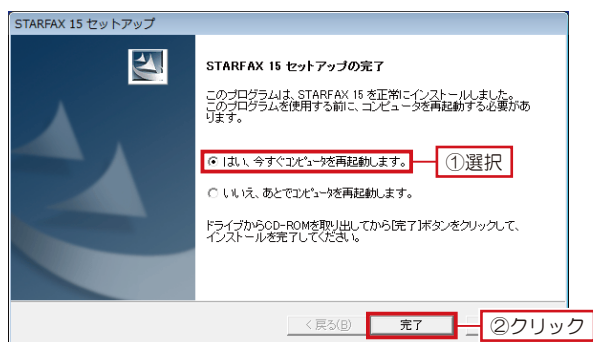 STARFAX 15 セットアップ
STARFAX 15 セットアップの完了
このプログラムは、STARFAX 15 を正常にインストールしました。
このプログラムを使用する前に、コンピュータを再起動する必要があ
ります。
はい、今すぐコンピュータを再起動します。
①選択
いいえ、あとでコンピュータを再起動します。
ドライブからCD-ROMを取り出してから[完了]ボタンをクリックして、
インストールを完了してください。
< 戻る(B)
完了
②クリック